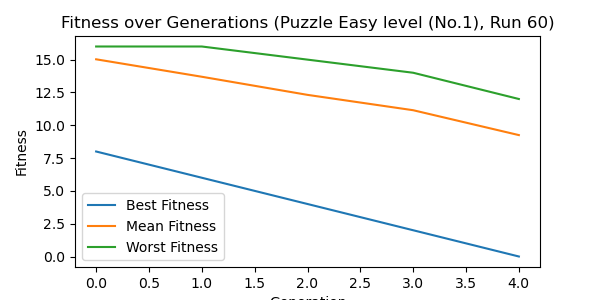 Fitness over Generations (Puzzle Easy level (No.1), Run 60)
Fitness
15.0
12.5
10.0
7.5
5.0
2.5
0.0
Best Fitness
Mean Fitness
Worst Fitness
0.0 0.5 1.0 1.5 2.0 2.5 3.0 3.5 4.0
Generation